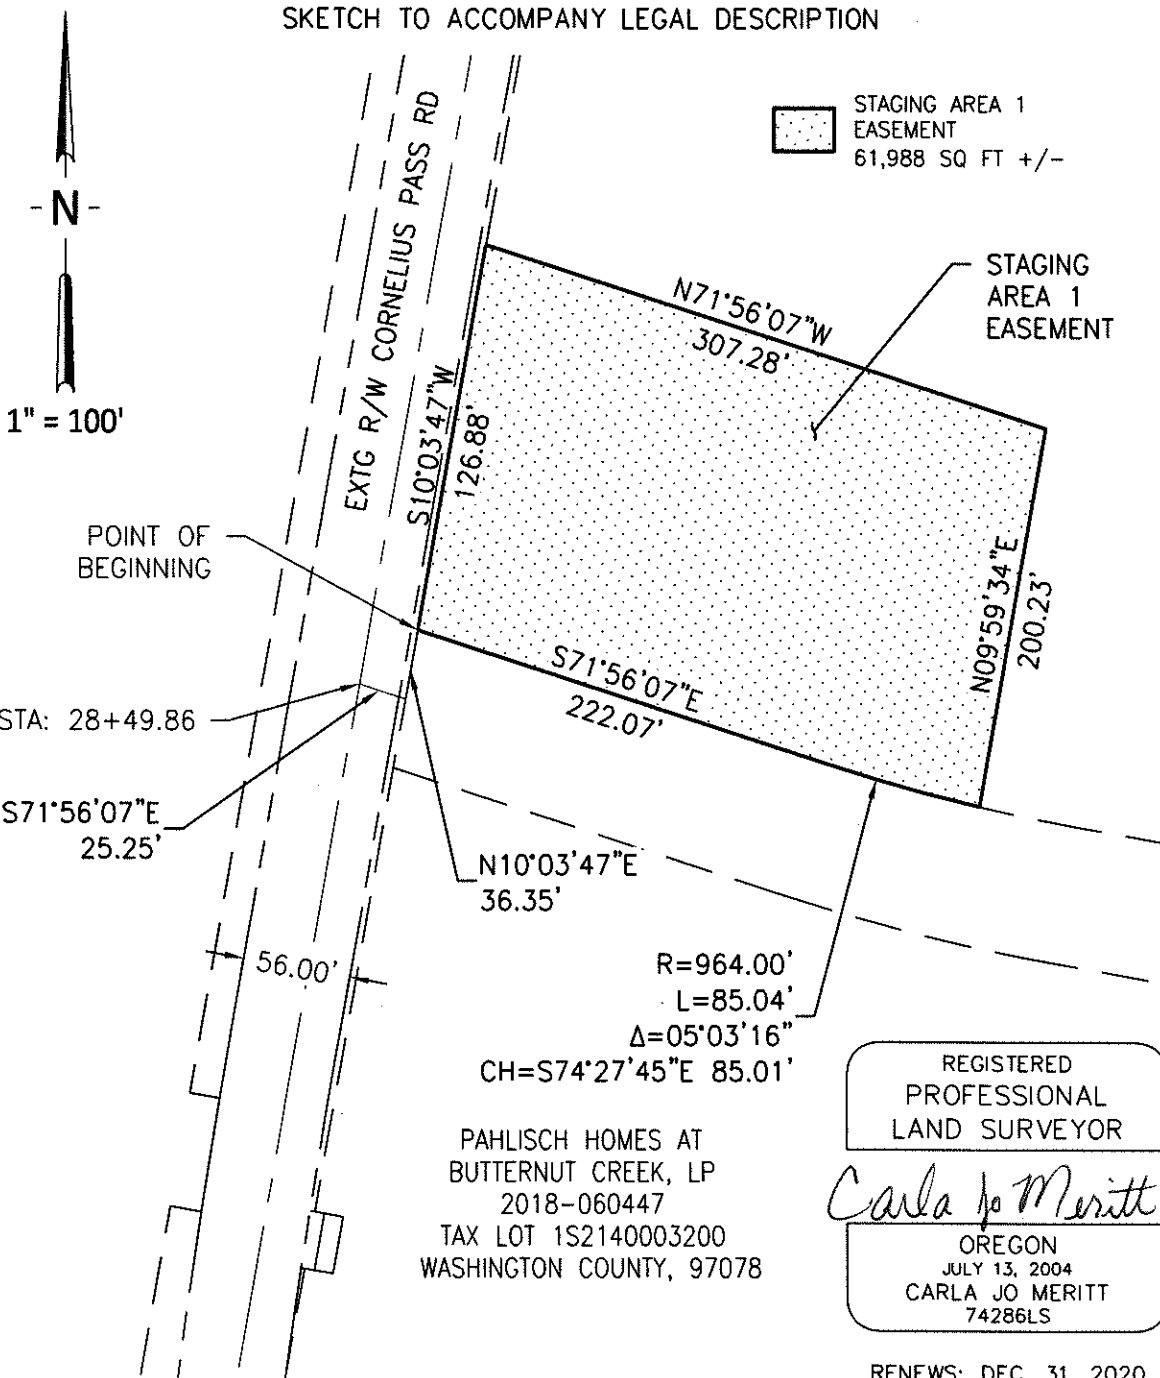 SKETCH TO ACCOMPANY LEGAL DESCRIPTION
STAGING AREA 1
EASEMENT
61,988 SQ FT +/-
-N-
1" = 100'
EXTG R/W CORNELIUS PASS RD
STAGING
AREA 1
EASEMENT
N71°56'07"W
307.28'
S10°03'47"W
126.88'
POINT OF
BEGINNING
N09°59'34"E
200.23'
S71°56'07"E
222.07'
STA: 28+49.86
S71°56'07"E
25.25'
N10°03'47"E
36.35'
56.00'
R=964.00'
L=85.04'
Δ=05°03'16"
CH=S74°27'45"E 85.01'
PAHLISCH HOMES AT
BUTTERNUT CREEK, LP
2018-060447
TAX LOT 1S2140003200
WASHINGTON COUNTY, 97078
REGISTERED
PROFESSIONAL
LAND SURVEYOR
Carla Jo Meritt
OREGON
JULY 13, 2004
CARLA JO MERITT
74286LS
RENEWS: DEC. 31, 2020